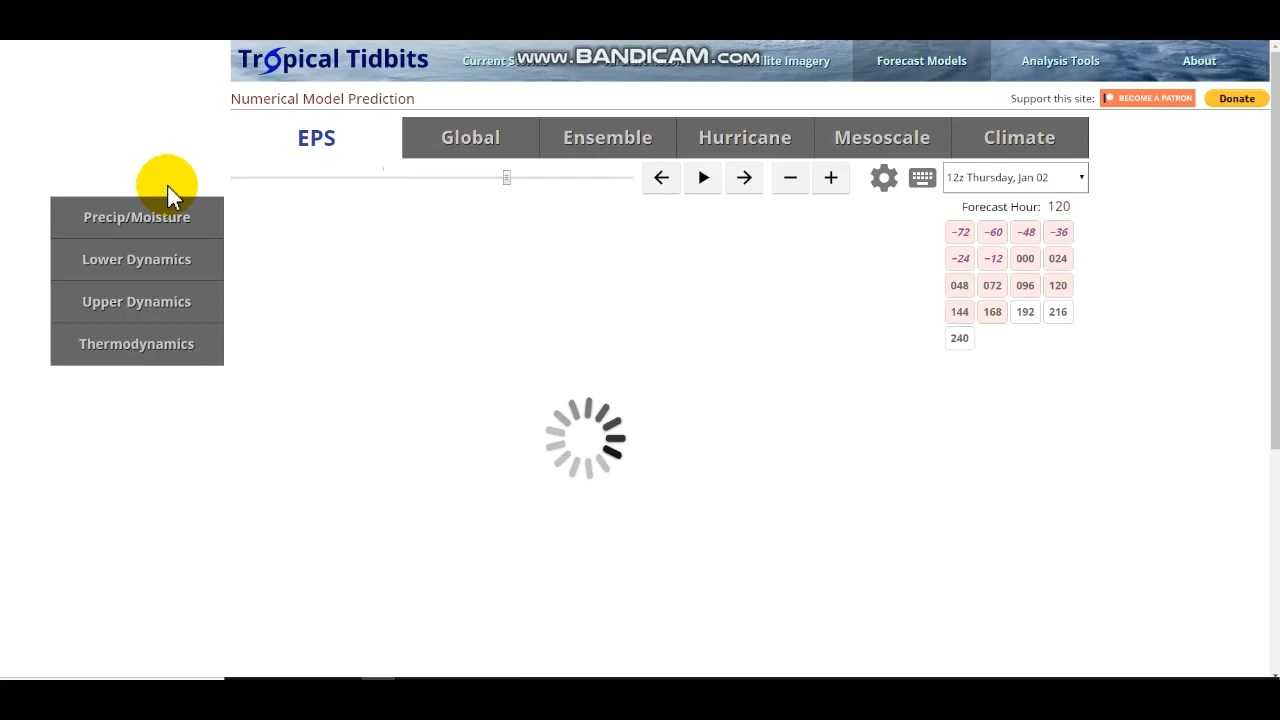 Tropical Tidbits
Current S
www.BANDICAM.com
llite Imagery
Forecast Models
Analysis Tools
About
Numerical Model Prediction
Support this site:
BECOME A PATRON
Donate
EPS
Global
Ensemble
Hurricane
Mesoscale
Climate
12z Thursday, Jan 02
Forecast Hour: 120
−72 −60 −48 −36
−24 −12 000 024
048 072 096 120
144 168 192 216
240
Precip/Moisture
Lower Dynamics
Upper Dynamics
Thermodynamics